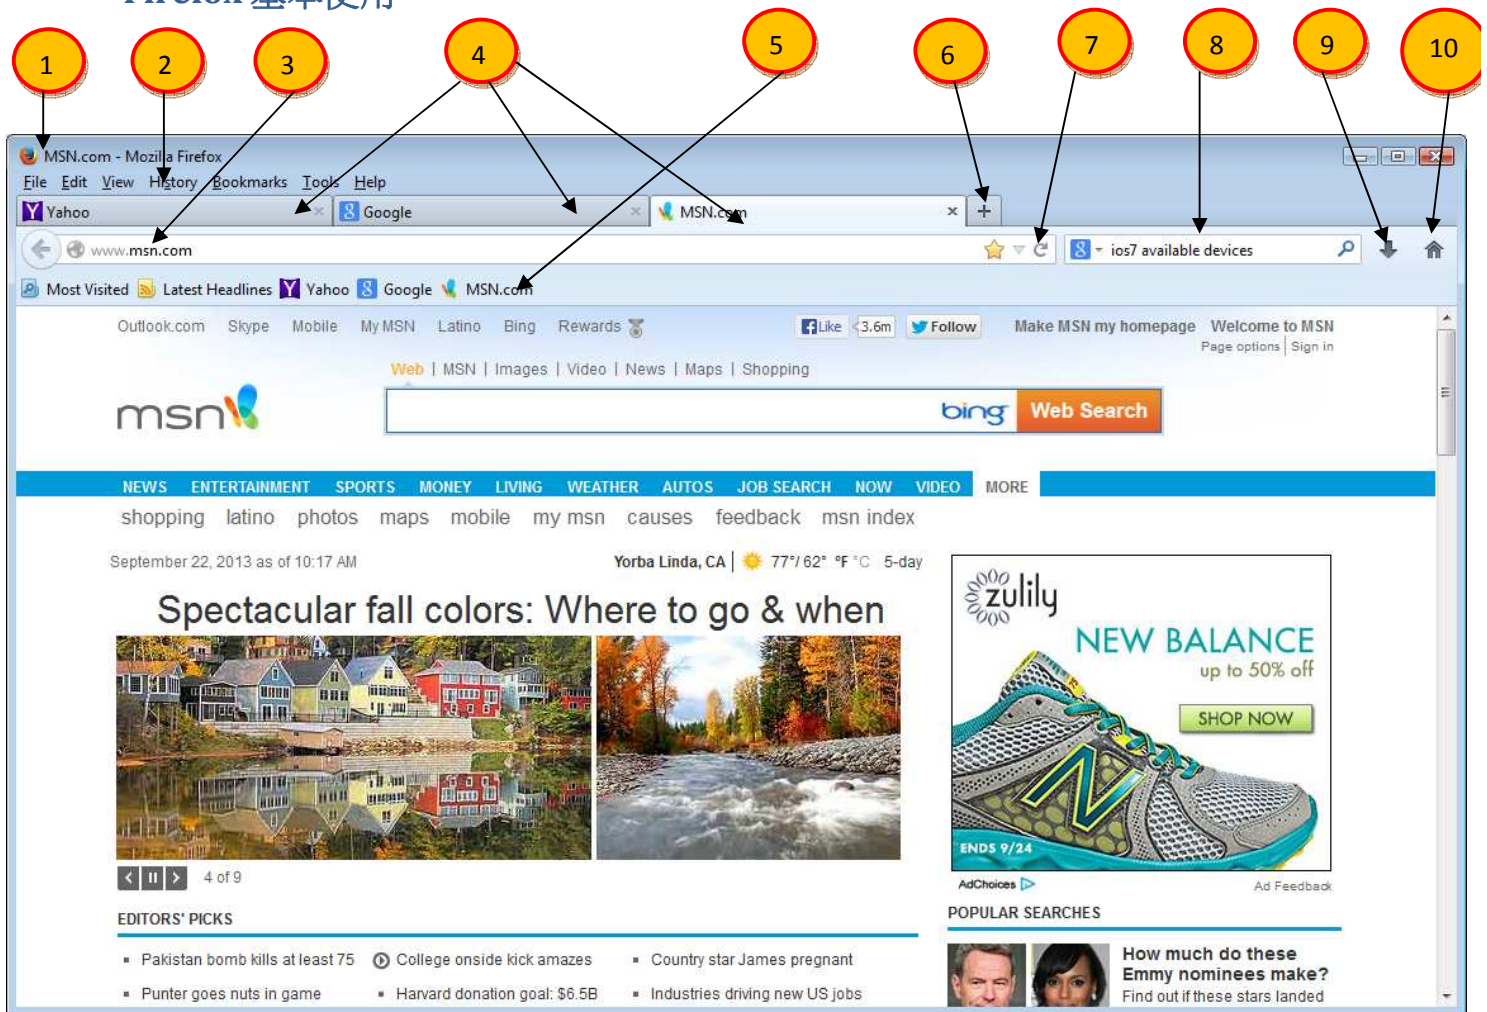 Firefox 基本使用
1 2 3 4 5 6 7 8 9 10
MSN.com - Mozilla Firefox
File Edit View History Bookmarks Tools Help
Yahoo Google MSN.com
www.msn.com ios7 available devices
Most Visited Latest Headlines Yahoo Google MSN.com
Outlook.com Skype Mobile My MSN Latino Bing Rewards Like 3.6m Follow Make MSN my homepage Welcome to MSN
Page options | Sign in
Web | MSN | Images | Video | News | Maps | Shopping
msn bing Web Search
NEWS ENTERTAINMENT SPORTS MONEY LIVING WEATHER AUTOS JOB SEARCH NOW VIDEO MORE
shopping latino photos maps mobile my msn causes feedback msn index
September 22, 2013 as of 10:17 AM Yorba Linda, CA | 77°/ 62° °F °C 5-day
Spectacular fall colors: Where to go & when
zulily
NEW BALANCE
up to 50% off
SHOP NOW
N
ENDS 9/24
4 of 9
AdChoices Ad Feedback
EDITORS' PICKS
POPULAR SEARCHES
Pakistan bomb kills at least 75 College onside kick amazes Country star James pregnant
Punter goes nuts in game Harvard donation goal: $6.5B Industries driving new US jobs
How much do these
Emmy nominees make?
Find out if these stars landed